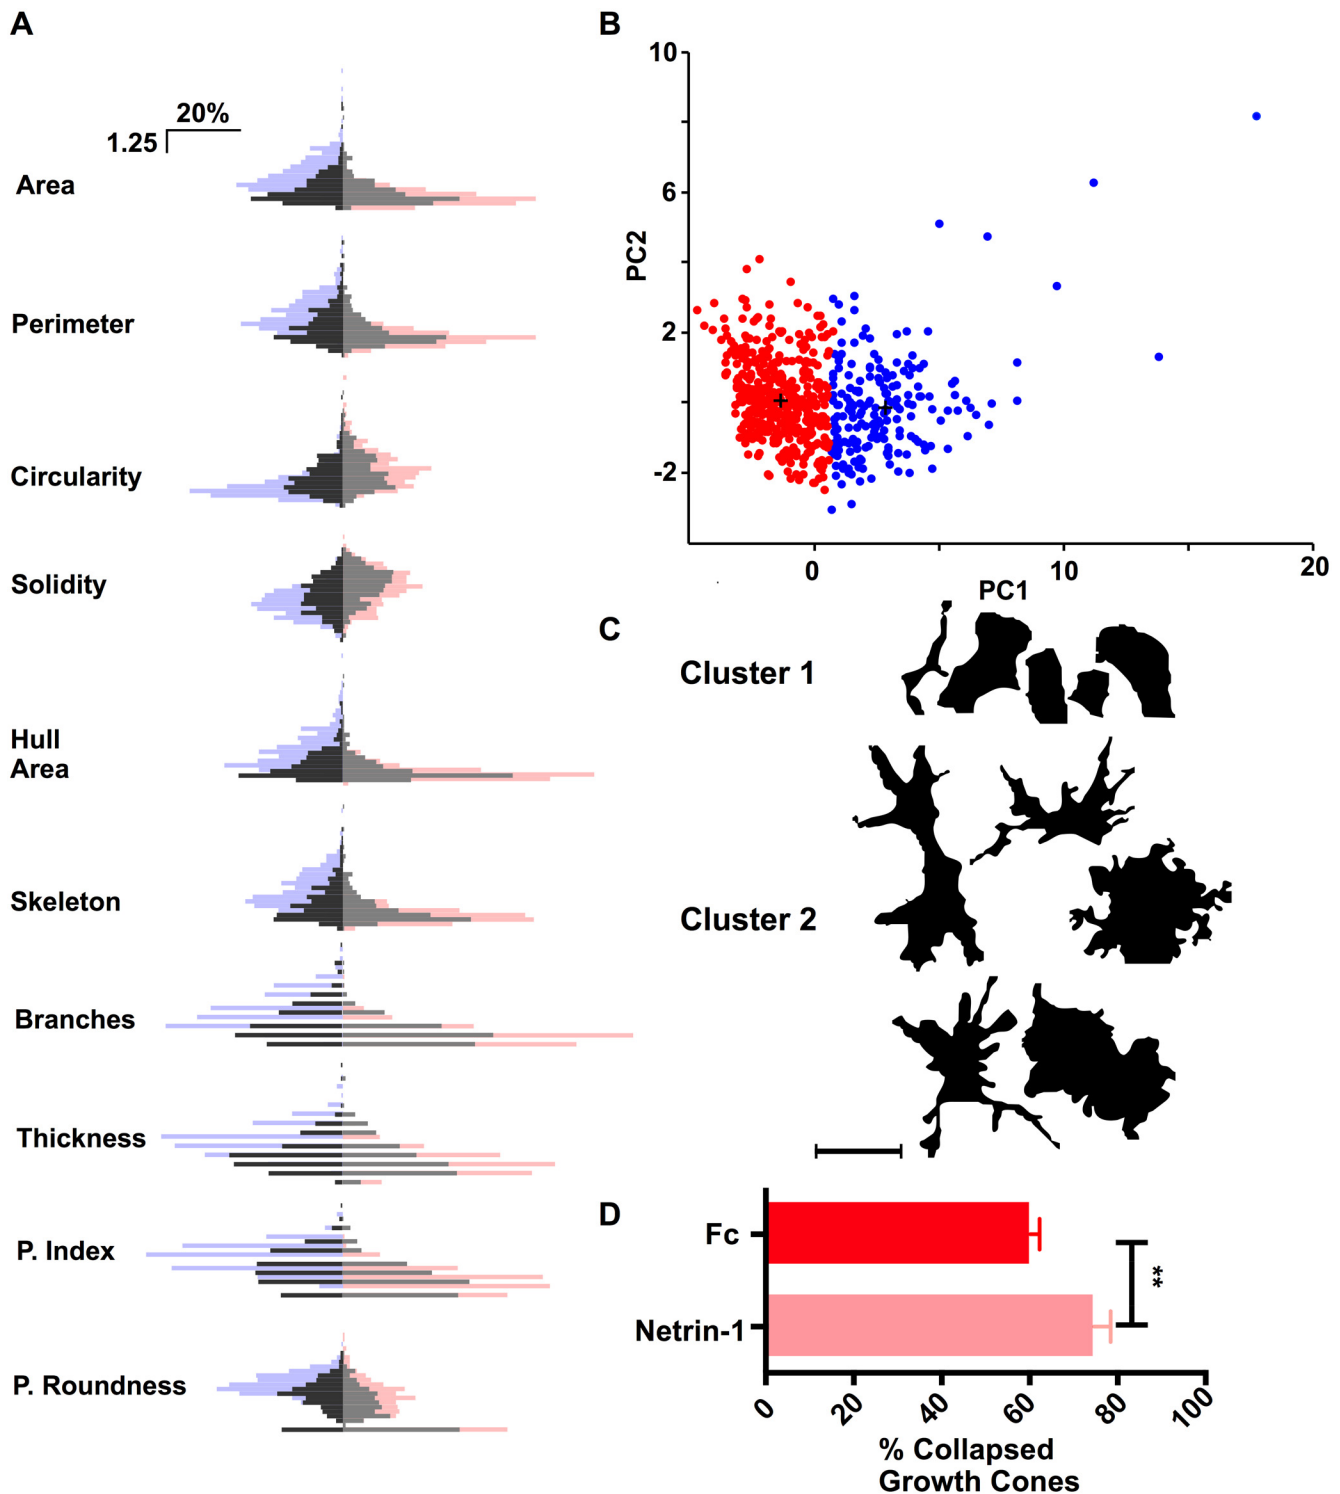 A
20%
1.25
Area
Perimeter
Circularity
Solidity
Hull
Area
Skeleton
Branches
Thickness
P. Index
P. Roundness
B
10
6
2
-2
PC2
0
10
20
PC1
C
Cluster 1
Cluster 2
D
Fc
Netrin-1
**
0
20
40
60
80
100
% Collapsed
Growth Cones